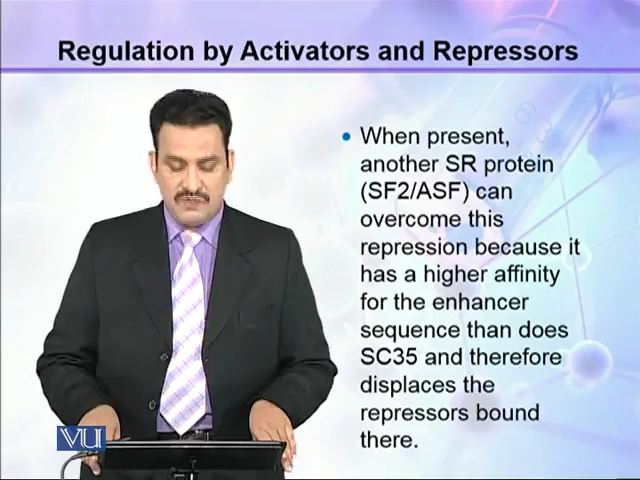 Regulation by Activators and Repressors
• When present,
another SR protein
(SF2/ASF) can
overcome this
repression because it
has a higher affinity
for the enhancer
sequence than does
SC35 and therefore
displaces the
repressors bound
there.
VU